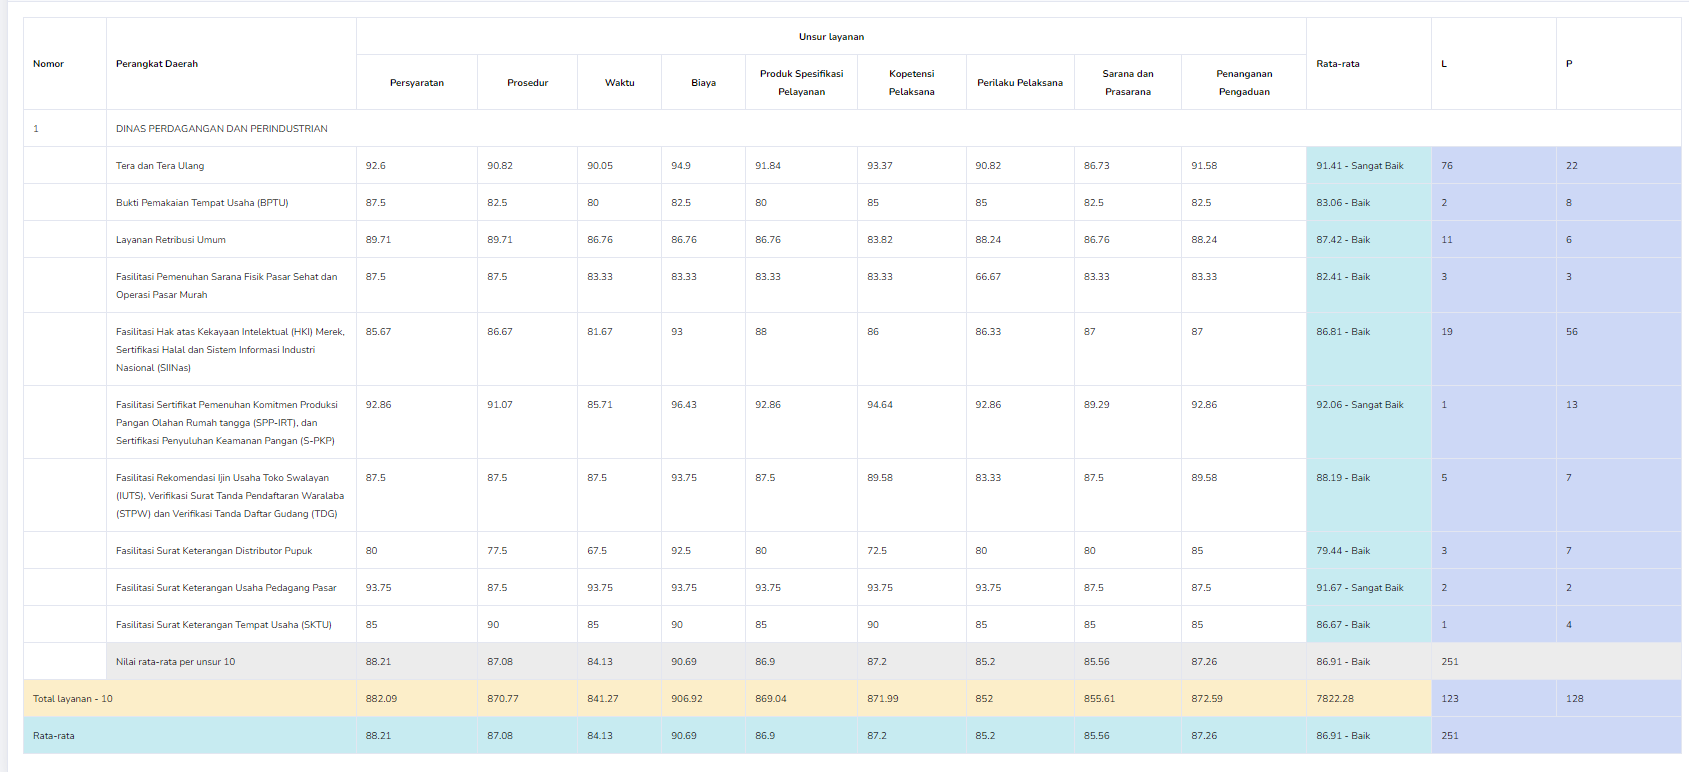 Nomor Perangkat Daerah Unsur layanan Rata-rata L P
Persyaratan Prosedur Waktu Biaya Produk Spesifikasi Pelayanan Kopetensi Pelaksana Perilaku Pelaksana Sarana dan Prasarana Penanganan Pengaduan
1 DINAS PERDAGANGAN DAN PERINDUSTRIAN
Tera dan Tera Ulang 92.6 90.82 90.05 94.9 91.84 93.37 90.82 86.73 91.58 91.41 - Sangat Baik 76 22
Bukti Pemakaian Tempat Usaha (BPTU) 87.5 82.5 80 82.5 80 85 85 82.5 82.5 83.06 - Baik 2 8
Layanan Retribusi Umum 89.71 89.71 86.76 86.76 86.76 83.82 88.24 86.76 88.24 87.42 - Baik 11 6
Fasilitasi Pemenuhan Sarana Fisik Pasar Sehat dan 87.5 87.5 83.33 83.33 83.33 83.33 66.67 83.33 83.33 82.41 - Baik 3 3
Operasi Pasar Murah
Fasilitasi Hak atas Kekayaan Intelektual (HKI) Merek, 85.67 86.67 81.67 93 88 86 86.33 87 87 86.81 - Baik 19 56
Sertifikasi Halal dan Sistem Informasi Industri
Nasional (SIINas)
Fasilitasi Sertifikat Pemenuhan Komitmen Produksi 92.86 91.07 85.71 96.43 92.86 94.64 92.86 89.29 92.86 92.06 - Sangat Baik 1 13
Pangan Olahan Rumah tangga (SPP-IRT), dan
Sertifikasi Penyuluhan Keamanan Pangan (S-PKP)
Fasilitasi Rekomendasi Ijin Usaha Toko Swalayan 87.5 87.5 87.5 93.75 87.5 89.58 83.33 87.5 89.58 88.19 - Baik 5 7
(IUTS), Verifikasi Surat Tanda Pendaftaran Waralaba
(STPW) dan Verifikasi Tanda Daftar Gudang (TDG)
Fasilitasi Surat Keterangan Distributor Pupuk 80 77.5 67.5 92.5 80 72.5 80 80 85 79.44 - Baik 3 7
Fasilitasi Surat Keterangan Usaha Pedagang Pasar 93.75 87.5 93.75 93.75 93.75 93.75 93.75 87.5 87.5 91.67 - Sangat Baik 2 2
Fasilitasi Surat Keterangan Tempat Usaha (SKTU) 85 90 85 90 85 90 85 85 85 86.67 - Baik 1 4
Nilai rata-rata per unsur 10 88.21 87.08 84.13 90.69 86.9 87.2 85.2 85.56 87.26 86.91 - Baik 251
Total layanan - 10 882.09 870.77 841.27 906.92 869.04 871.99 852 855.61 872.59 7822.28 123 128
Rata-rata 88.21 87.08 84.13 90.69 86.9 87.2 85.2 85.56 87.26 86.91 - Baik 251